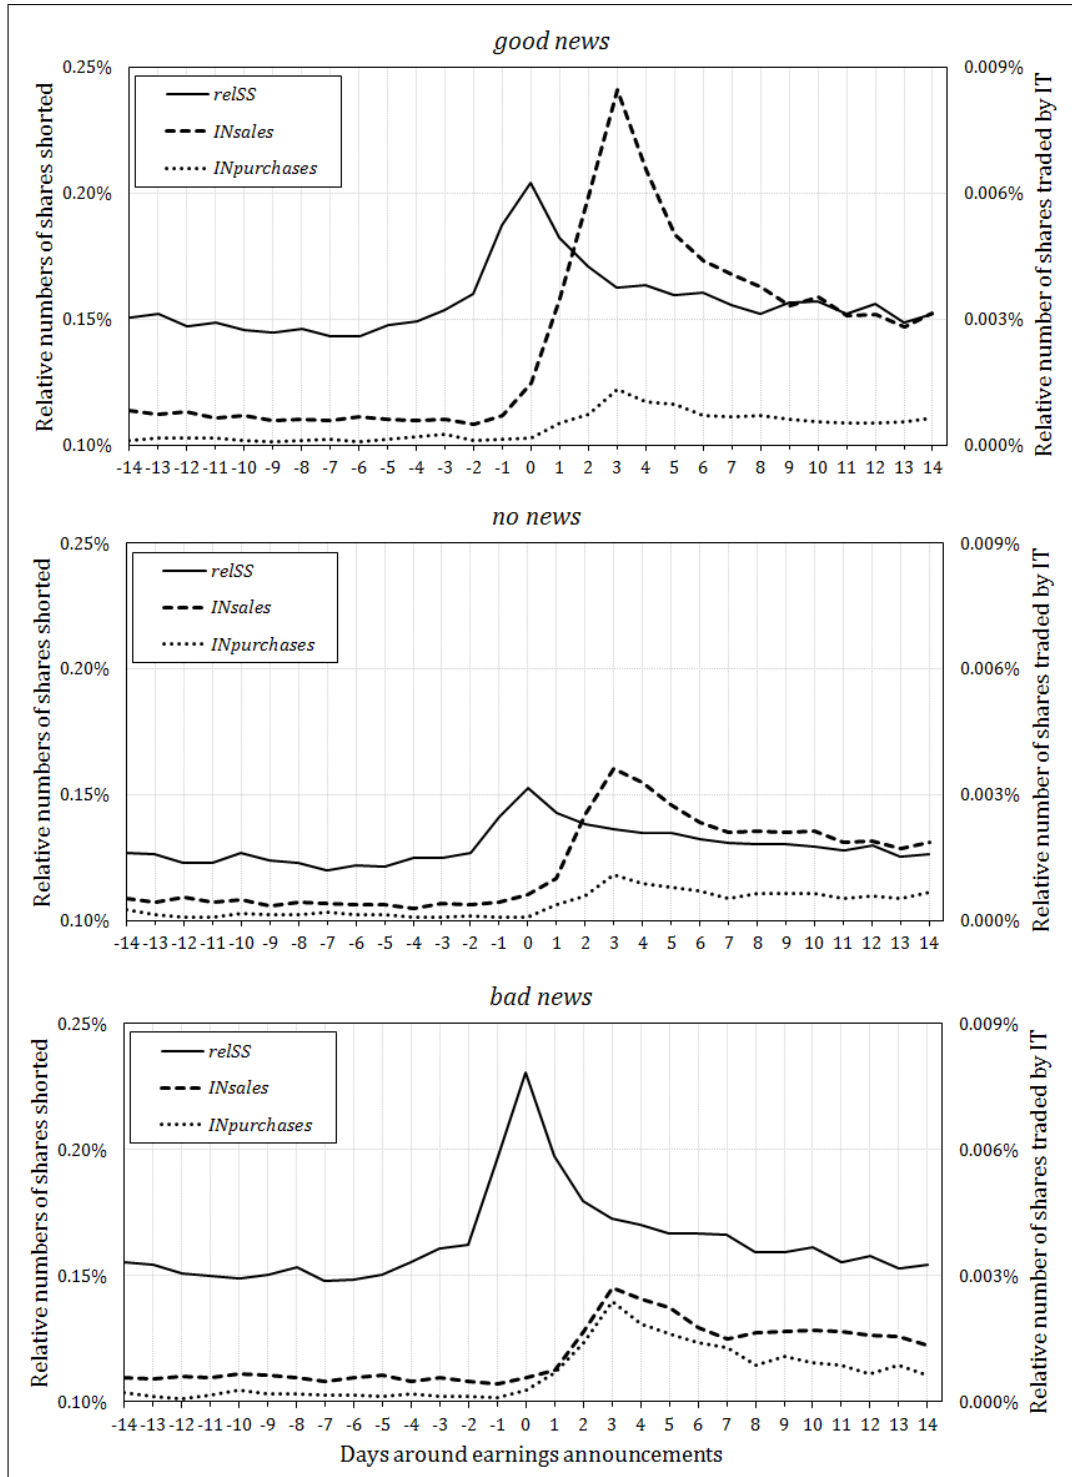 good news
0.25%
0.20%
0.15%
0.10%
Relative numbers of shares shorted
relSS
INsales
INpurchases
0.009%
0.006%
0.003%
0.000%
Relative number of shares traded by IT
-14 -13 -12 -11 -10 -9 -8 -7 -6 -5 -4 -3 -2 -1 0 1 2 3 4 5 6 7 8 9 10 11 12 13 14
no news
0.25%
0.20%
0.15%
0.10%
Relative numbers of shares shorted
relSS
INsales
INpurchases
0.009%
0.006%
0.003%
0.000%
Relative number of shares traded by IT
-14 -13 -12 -11 -10 -9 -8 -7 -6 -5 -4 -3 -2 -1 0 1 2 3 4 5 6 7 8 9 10 11 12 13 14
bad news
0.25%
0.20%
0.15%
0.10%
Relative numbers of shares shorted
relSS
INsales
INpurchases
0.009%
0.006%
0.003%
0.000%
Relative number of shares traded by IT
-14 -13 -12 -11 -10 -9 -8 -7 -6 -5 -4 -3 -2 -1 0 1 2 3 4 5 6 7 8 9 10 11 12 13 14
Days around earnings announcements